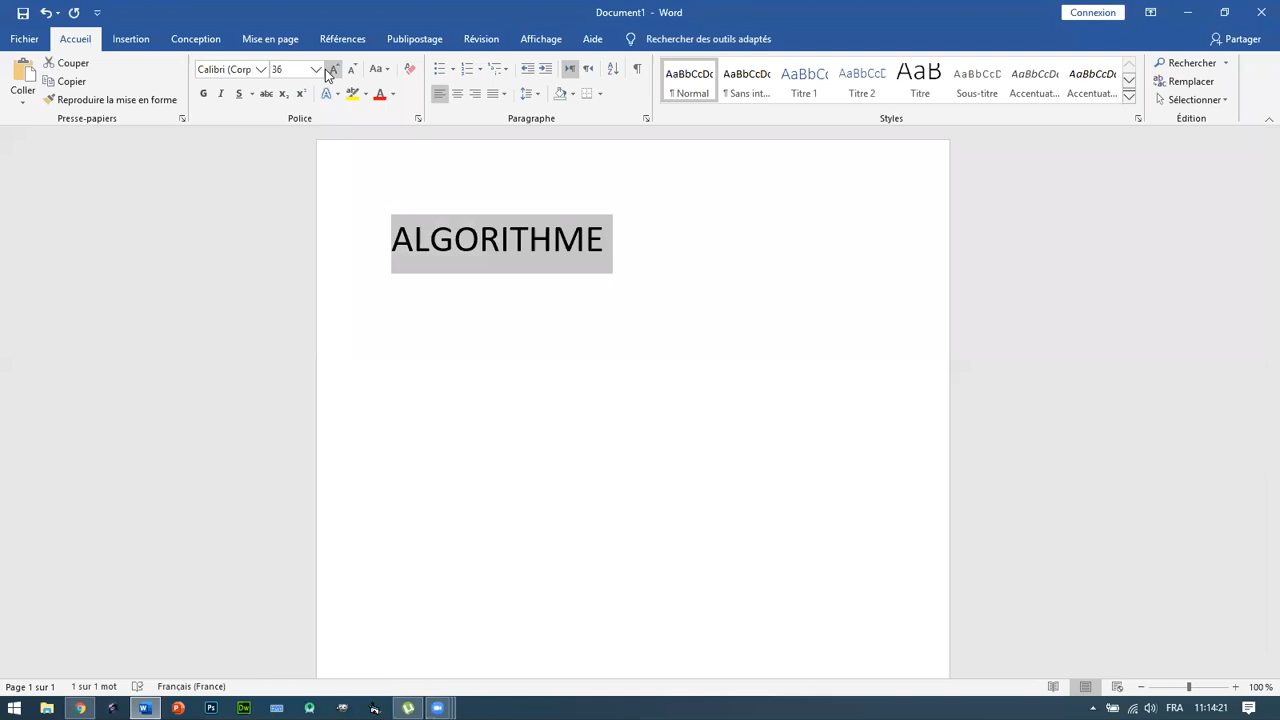 Document1 - Word
Connexion
Fichier Accueil Insertion Conception Mise en page Références Publipostage Révision Affichage Aide Rechercher des outils adaptés Partager
Coller
Couper
Copier
Reproduire la mise en forme
Presse-papiers
Calibri (Corp 36
Aa
G I S abc x₂ x² A A
Police
Paragraphe
AaBbCcDc AaBbCcDc AaBbCc AaBbCcC AaB AaBbCcD AaBbCcDc AaBbCcDc
¶ Normal ¶ Sans int... Titre 1 Titre 2 Titre Sous-titre Accentuat... Accentuat...
Styles
Rechercher
Remplacer
Sélectionner
Édition
ALGORITHME
Page 1 sur 1 1 sur 1 mot Français (France) 100 %
FRA 11:14:21